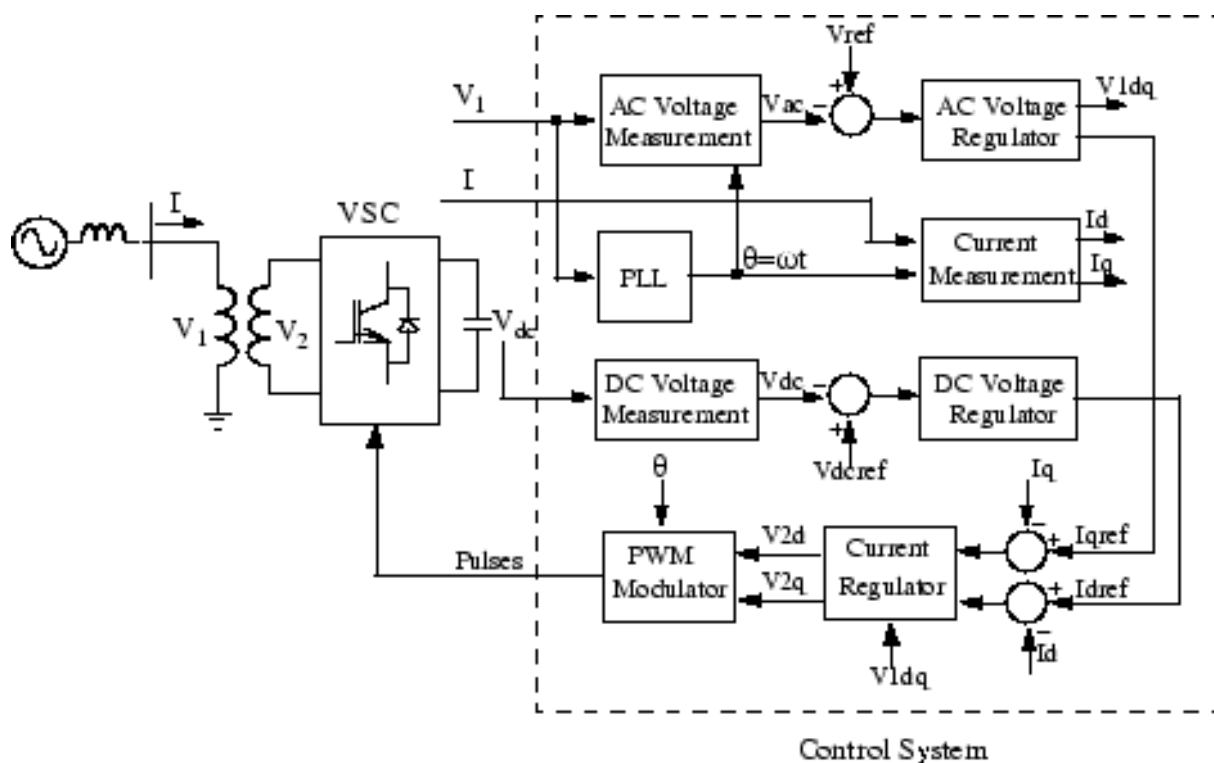 Vref
V1
AC Voltage
Measurement
Vac
+
−
AC Voltage
Regulator
V1dq
I
I
VSC
PLL
θ=ωt
Current
Measurement
Id
Iq
V1
V2
Vdc
DC Voltage
Measurement
Vdc
−
+
DC Voltage
Regulator
Vdcref
θ
Iq
Pulses
PWM
Modulator
V2d
V2q
Current
Regulator
−
+
Iqref
+
Idref
−
Id
V1dq
Control System